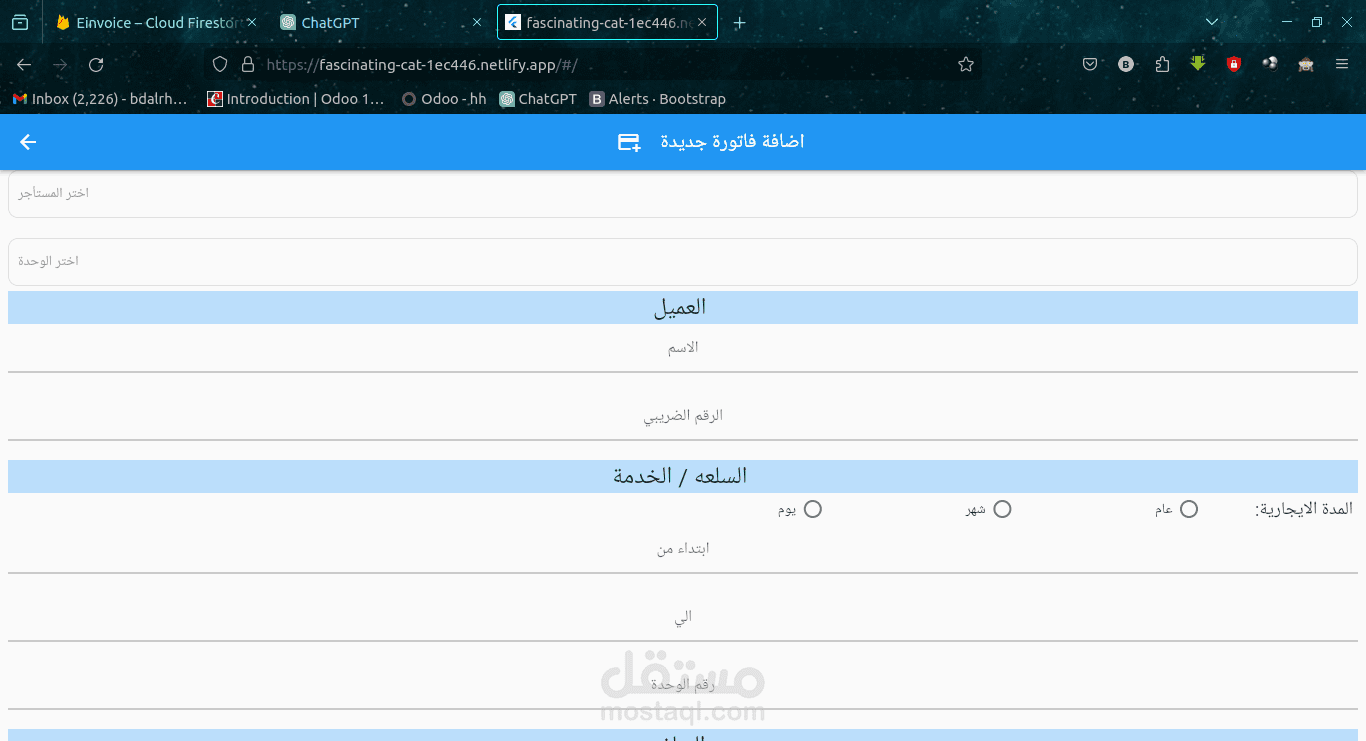 Einvoice – Cloud Firestor
ChatGPT
fascinating-cat-1ec446.ne
https://fascinating-cat-1ec446.netlify.app/#/
Inbox (2,226) - bdalrh...
Introduction | Odoo 1...
Odoo - hh
ChatGPT
B Alerts · Bootstrap
اضافة فاتورة جديدة
اختر المستأجر
اختر الوحدة
العميل
الاسم
الرقم الضريبي
السلعه / الخدمة
المدة الايجارية: عام شهر يوم
ابتداء من
الي
رقم الوحدة
مستقل
mostaql.com